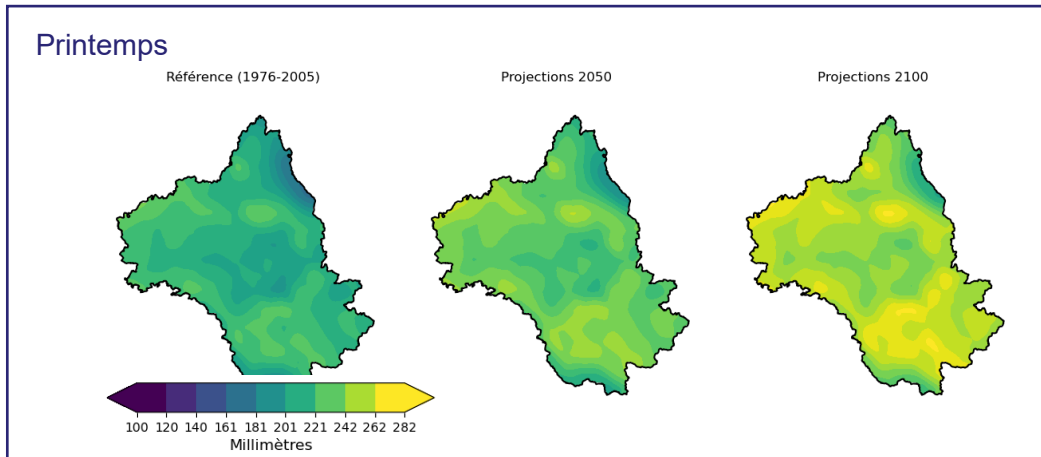 Printemps
Référence (1976-2005)
Projections 2050
Projections 2100
100 120 140 161 181 201 221 242 262 282
Millimètres